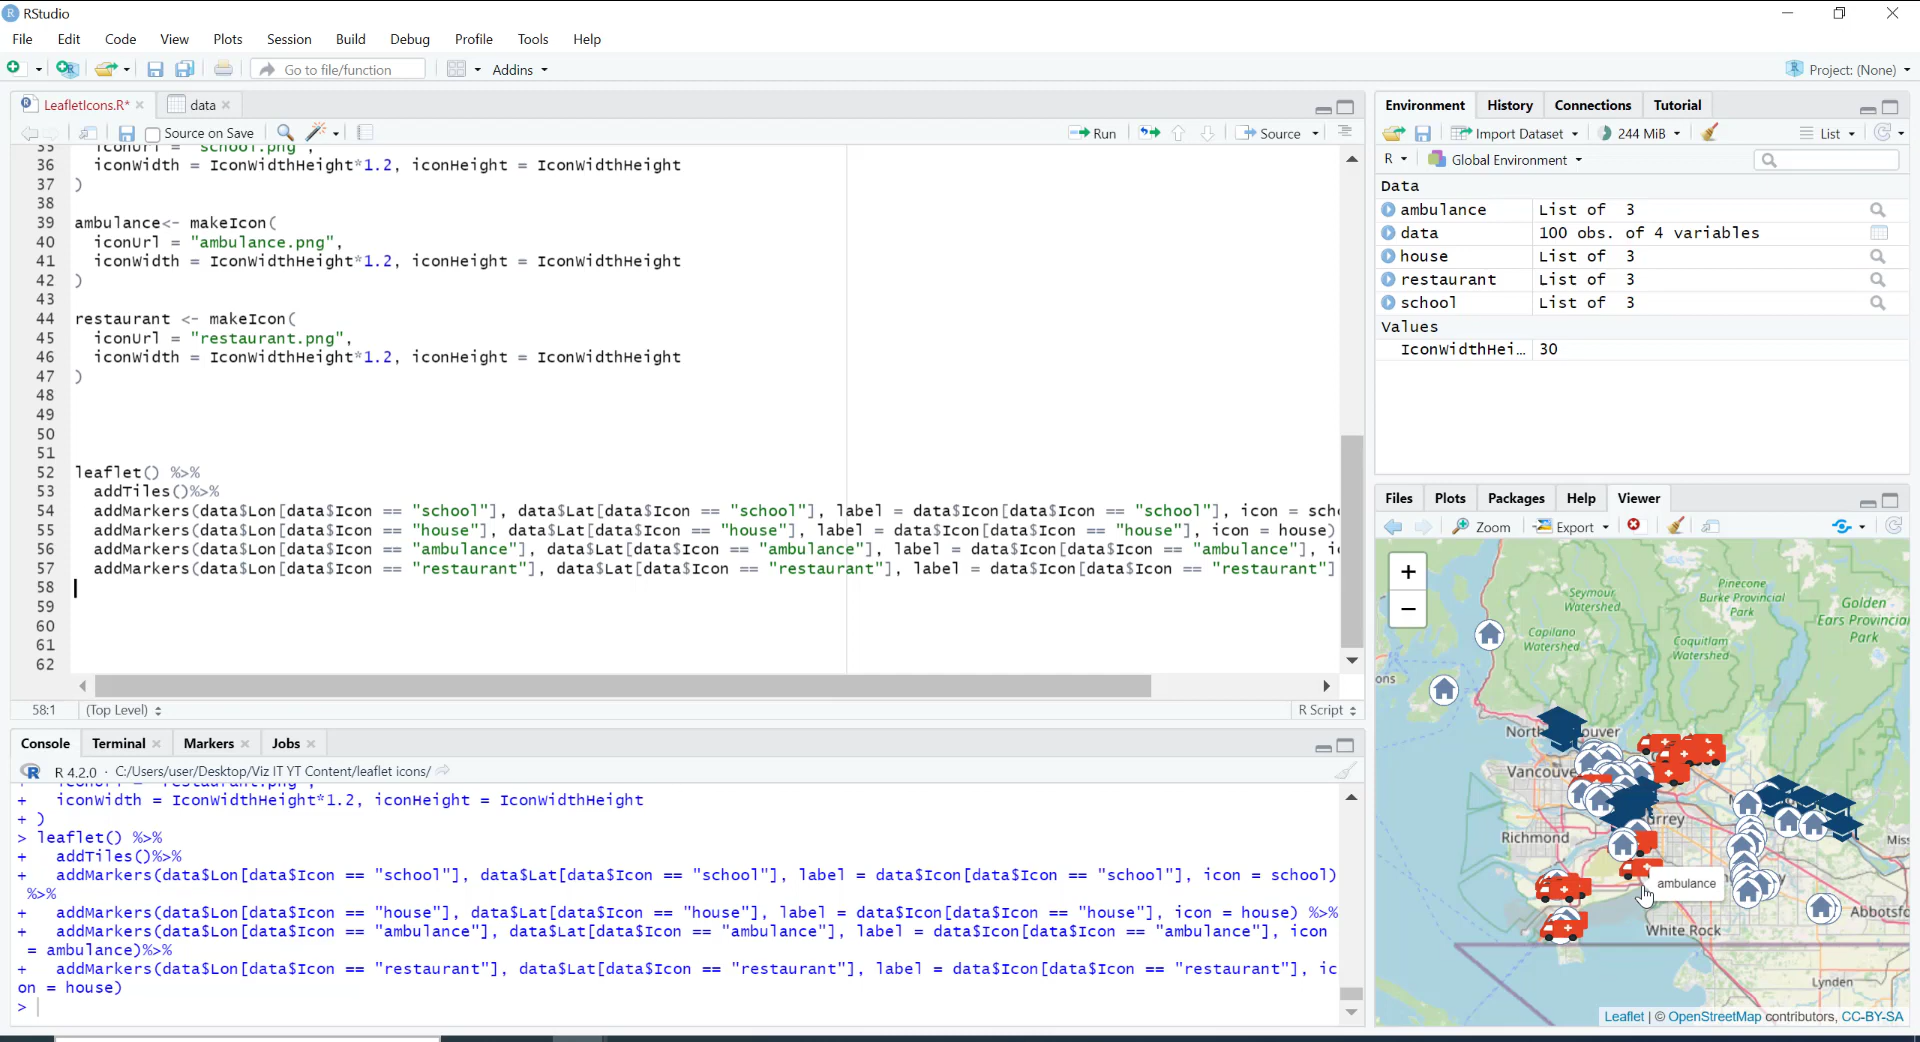 RStudio
File Edit Code View Plots Session Build Debug Profile Tools Help
Go to file/function Addins Project: (None)
LeafletIcons.R* data
Source on Save Run Source
35 iconUrl = "school.png",
36 iconWidth = IconWidthHeight*1.2, iconHeight = IconWidthHeight
37 )
38
39 ambulance<- makeIcon(
40 iconUrl = "ambulance.png",
41 iconWidth = IconWidthHeight*1.2, iconHeight = IconWidthHeight
42 )
43
44 restaurant <- makeIcon(
45 iconUrl = "restaurant.png",
46 iconWidth = IconWidthHeight*1.2, iconHeight = IconWidthHeight
47 )
48
49
50
51
52 leaflet() %>%
53 addTiles()%>%
54 addMarkers(data$Lon[data$Icon == "school"], data$Lat[data$Icon == "school"], label = data$Icon[data$Icon == "school"], icon = sch
55 addMarkers(data$Lon[data$Icon == "house"], data$Lat[data$Icon == "house"], label = data$Icon[data$Icon == "house"], icon = house)
56 addMarkers(data$Lon[data$Icon == "ambulance"], data$Lat[data$Icon == "ambulance"], label = data$Icon[data$Icon == "ambulance"], i
57 addMarkers(data$Lon[data$Icon == "restaurant"], data$Lat[data$Icon == "restaurant"], label = data$Icon[data$Icon == "restaurant"]
58
59
60
61
62
58:1 (Top Level) R Script
Console Terminal Markers Jobs
R 4.2.0 · C:/Users/user/Desktop/Viz IT YT Content/leaflet icons/
+ iconUrl = "restaurant.png",
+ iconWidth = IconWidthHeight*1.2, iconHeight = IconWidthHeight
+ )
> leaflet() %>%
+ addTiles()%>%
+ addMarkers(data$Lon[data$Icon == "school"], data$Lat[data$Icon == "school"], label = data$Icon[data$Icon == "school"], icon = school)
%>%
+ addMarkers(data$Lon[data$Icon == "house"], data$Lat[data$Icon == "house"], label = data$Icon[data$Icon == "house"], icon = house) %>%
+ addMarkers(data$Lon[data$Icon == "ambulance"], data$Lat[data$Icon == "ambulance"], label = data$Icon[data$Icon == "ambulance"], icon
= ambulance)%>%
+ addMarkers(data$Lon[data$Icon == "restaurant"], data$Lat[data$Icon == "restaurant"], label = data$Icon[data$Icon == "restaurant"], ic
on = house)
>
Environment History Connections Tutorial
Import Dataset 244 MiB List
R Global Environment
Data
ambulance List of 3
data 100 obs. of 4 variables
house List of 3
restaurant List of 3
school List of 3
Values
IconWidthHei… 30
Files Plots Packages Help Viewer
Zoom Export
+
−
Seymour
Watershed
Pinecone
Burke Provincial
Park
Golden
Ears Provincial
Park
Capilano
Watershed
Coquitlam
Watershed
ons
Vancouve
Richmond
urrey
Miss
ambulance
Abbotsfo
White Rock
Lynden
Leaflet | © OpenStreetMap contributors, CC-BY-SA